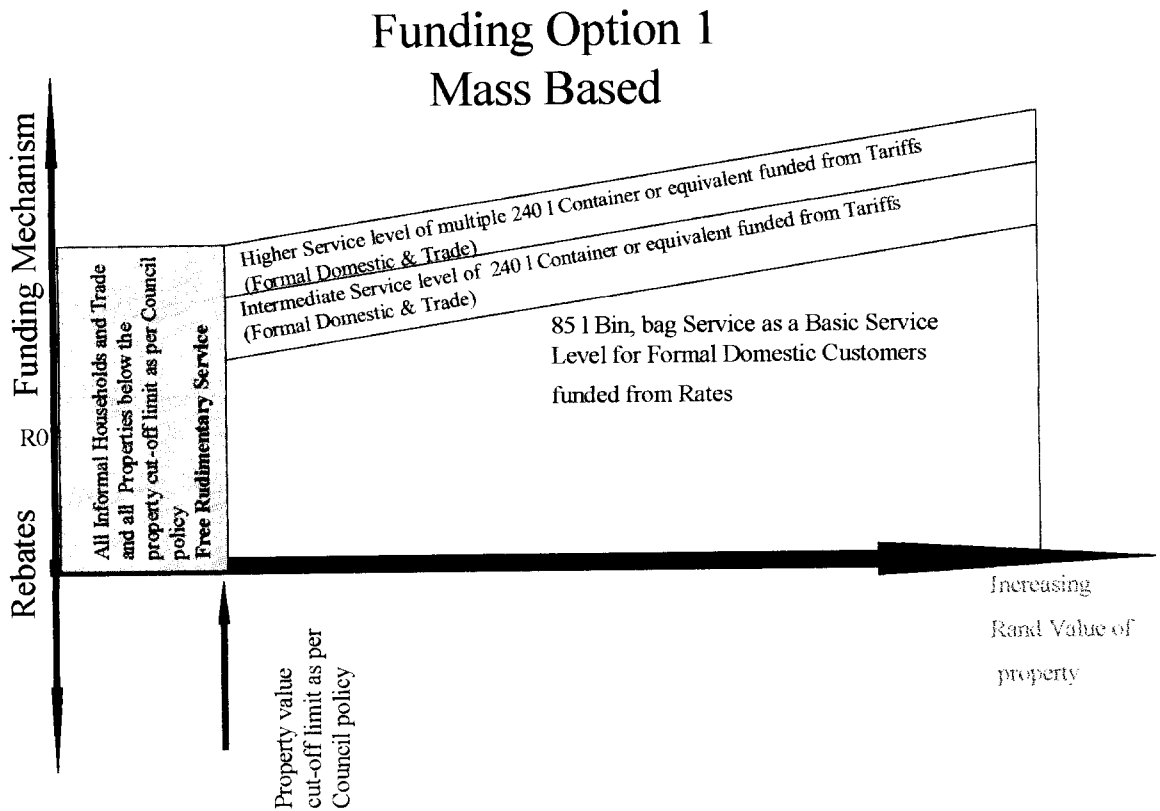 Funding Option 1
Mass Based
Funding Mechanism
R0
Rebates
All Informal Households and Trade
and all Properties below the
property cut-off limit as per Council
policy
Free Rudimentary Service
Higher Service level of multiple 240 l Container or equivalent funded from Tariffs
(Formal Domestic & Trade)
Intermediate Service level of 240 l Container or equivalent funded from Tariffs
(Formal Domestic & Trade)
85 l Bin, bag Service as a Basic Service
Level for Formal Domestic Customers
funded from Rates
Increasing
Rand Value of
property
Property value
cut-off limit as per
Council policy